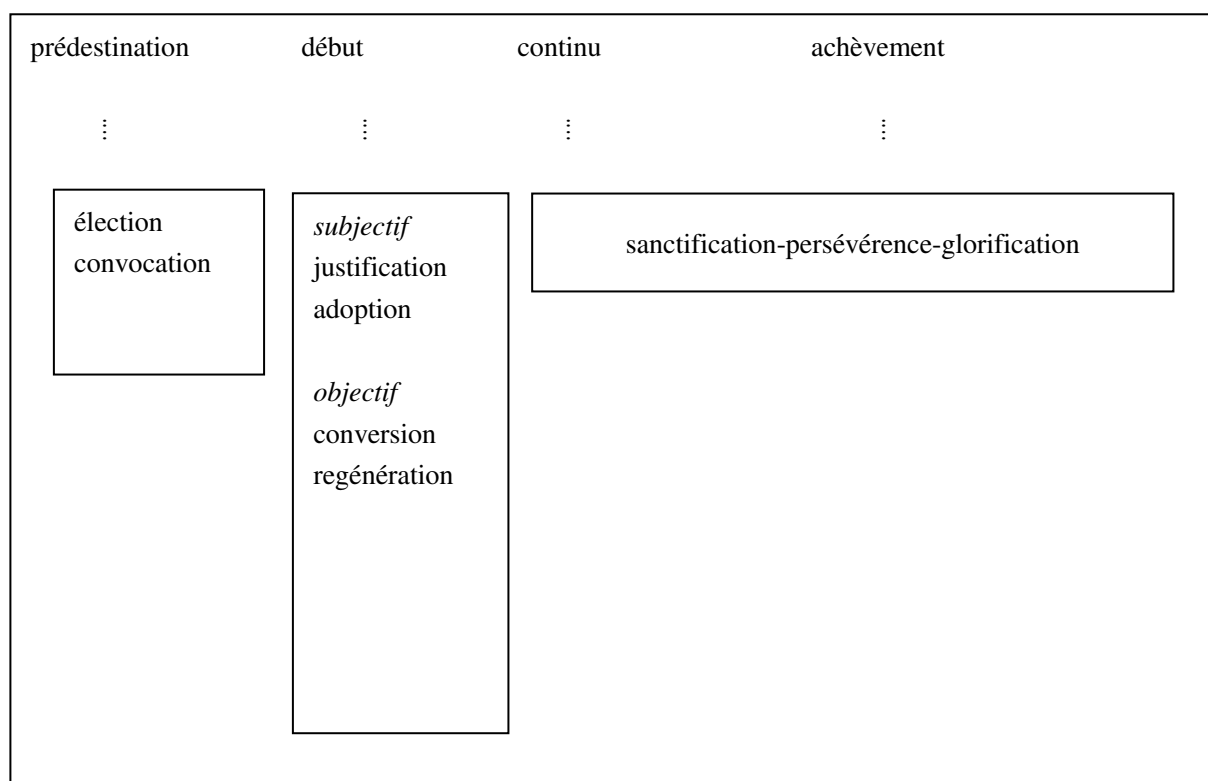 prédestination début continu achèvement
élection
convocation
subjectif
justification
adoption
objectif
conversion
regénération
sanctification-persévérence-glorification